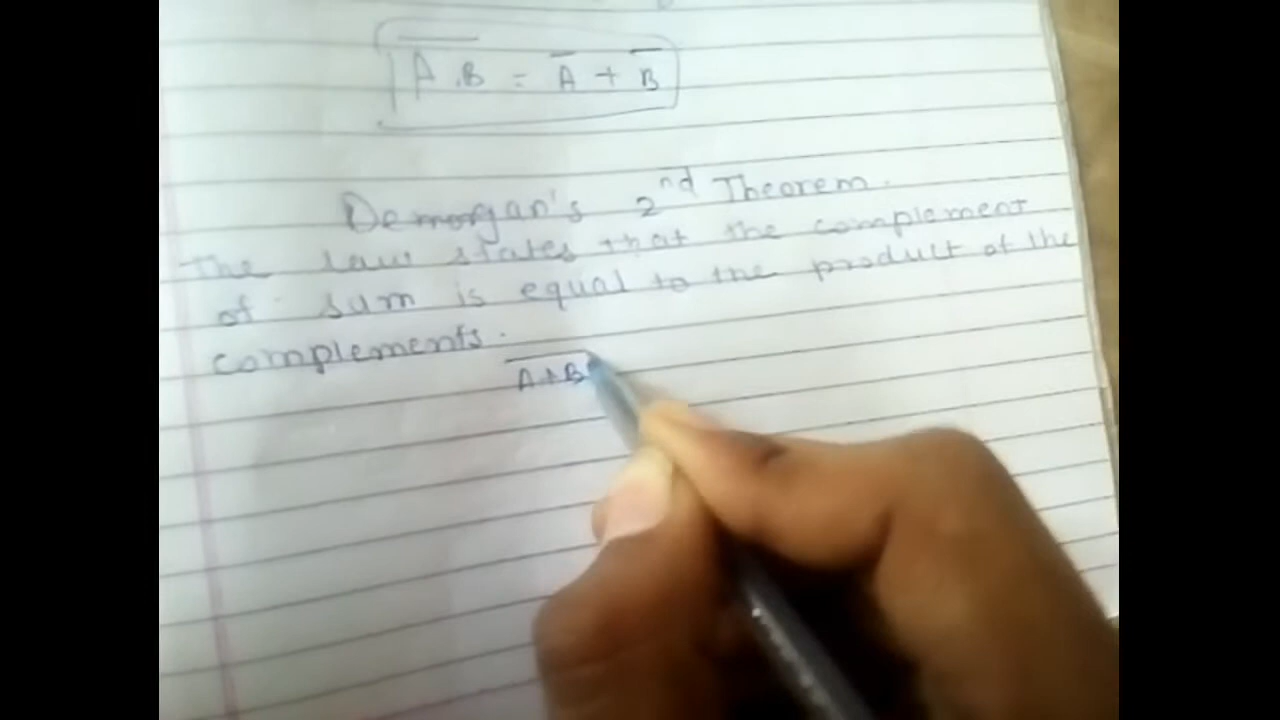 A̅ ̅.̅ ̅B̅ = A̅ + B̅
Demorgan's 2nd Theorem.
The law states that the complement
of sum is equal to the product of the
complements.
A̅ ̅+̅ ̅B̅